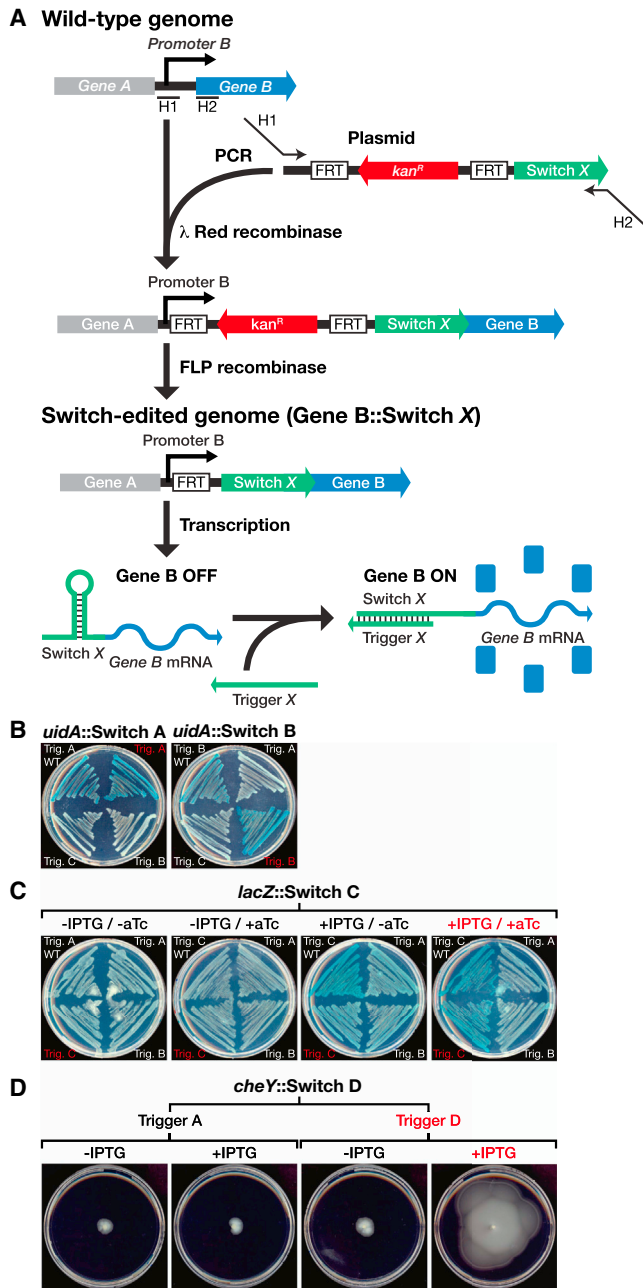 A Wild-type genome
Promoter B
Gene A
Gene B
H1 H2
H1
Plasmid
PCR
FRT
kanR
FRT
Switch X
H2
λ Red recombinase
Promoter B
Gene A
FRT
kanR
FRT
Switch X
Gene B
FLP recombinase
Switch-edited genome (Gene B::Switch X)
Promoter B
Gene A
FRT
Switch X
Gene B
Transcription
Gene B OFF
Gene B ON
Switch X
Gene B mRNA
Trigger X
Switch X
Trigger X
Gene B mRNA
B
uidA::Switch A
Trig. A
WT
Trig. A
Trig. C
Trig. B
uidA::Switch B
Trig. B
WT
Trig. A
Trig. C
Trig. B
C
lacZ::Switch C
-IPTG / -aTc
-IPTG / +aTc
+IPTG / -aTc
+IPTG / +aTc
Trig. C
WT
Trig. A
Trig. C
Trig. B
Trig. C
WT
Trig. A
Trig. C
Trig. B
Trig. C
WT
Trig. A
Trig. C
Trig. B
Trig. C
WT
Trig. A
Trig. C
Trig. B
D
cheY::Switch D
Trigger A
Trigger D
-IPTG
+IPTG
-IPTG
+IPTG